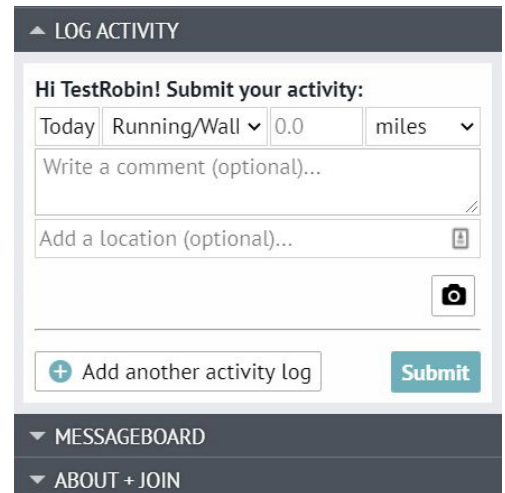 LOG ACTIVITY
Hi TestRobin! Submit your activity:
Today Running/Wall 0.0 miles
Write a comment (optional)...
Add a location (optional)...
Add another activity log Submit
MESSAGEBOARD
ABOUT + JOIN